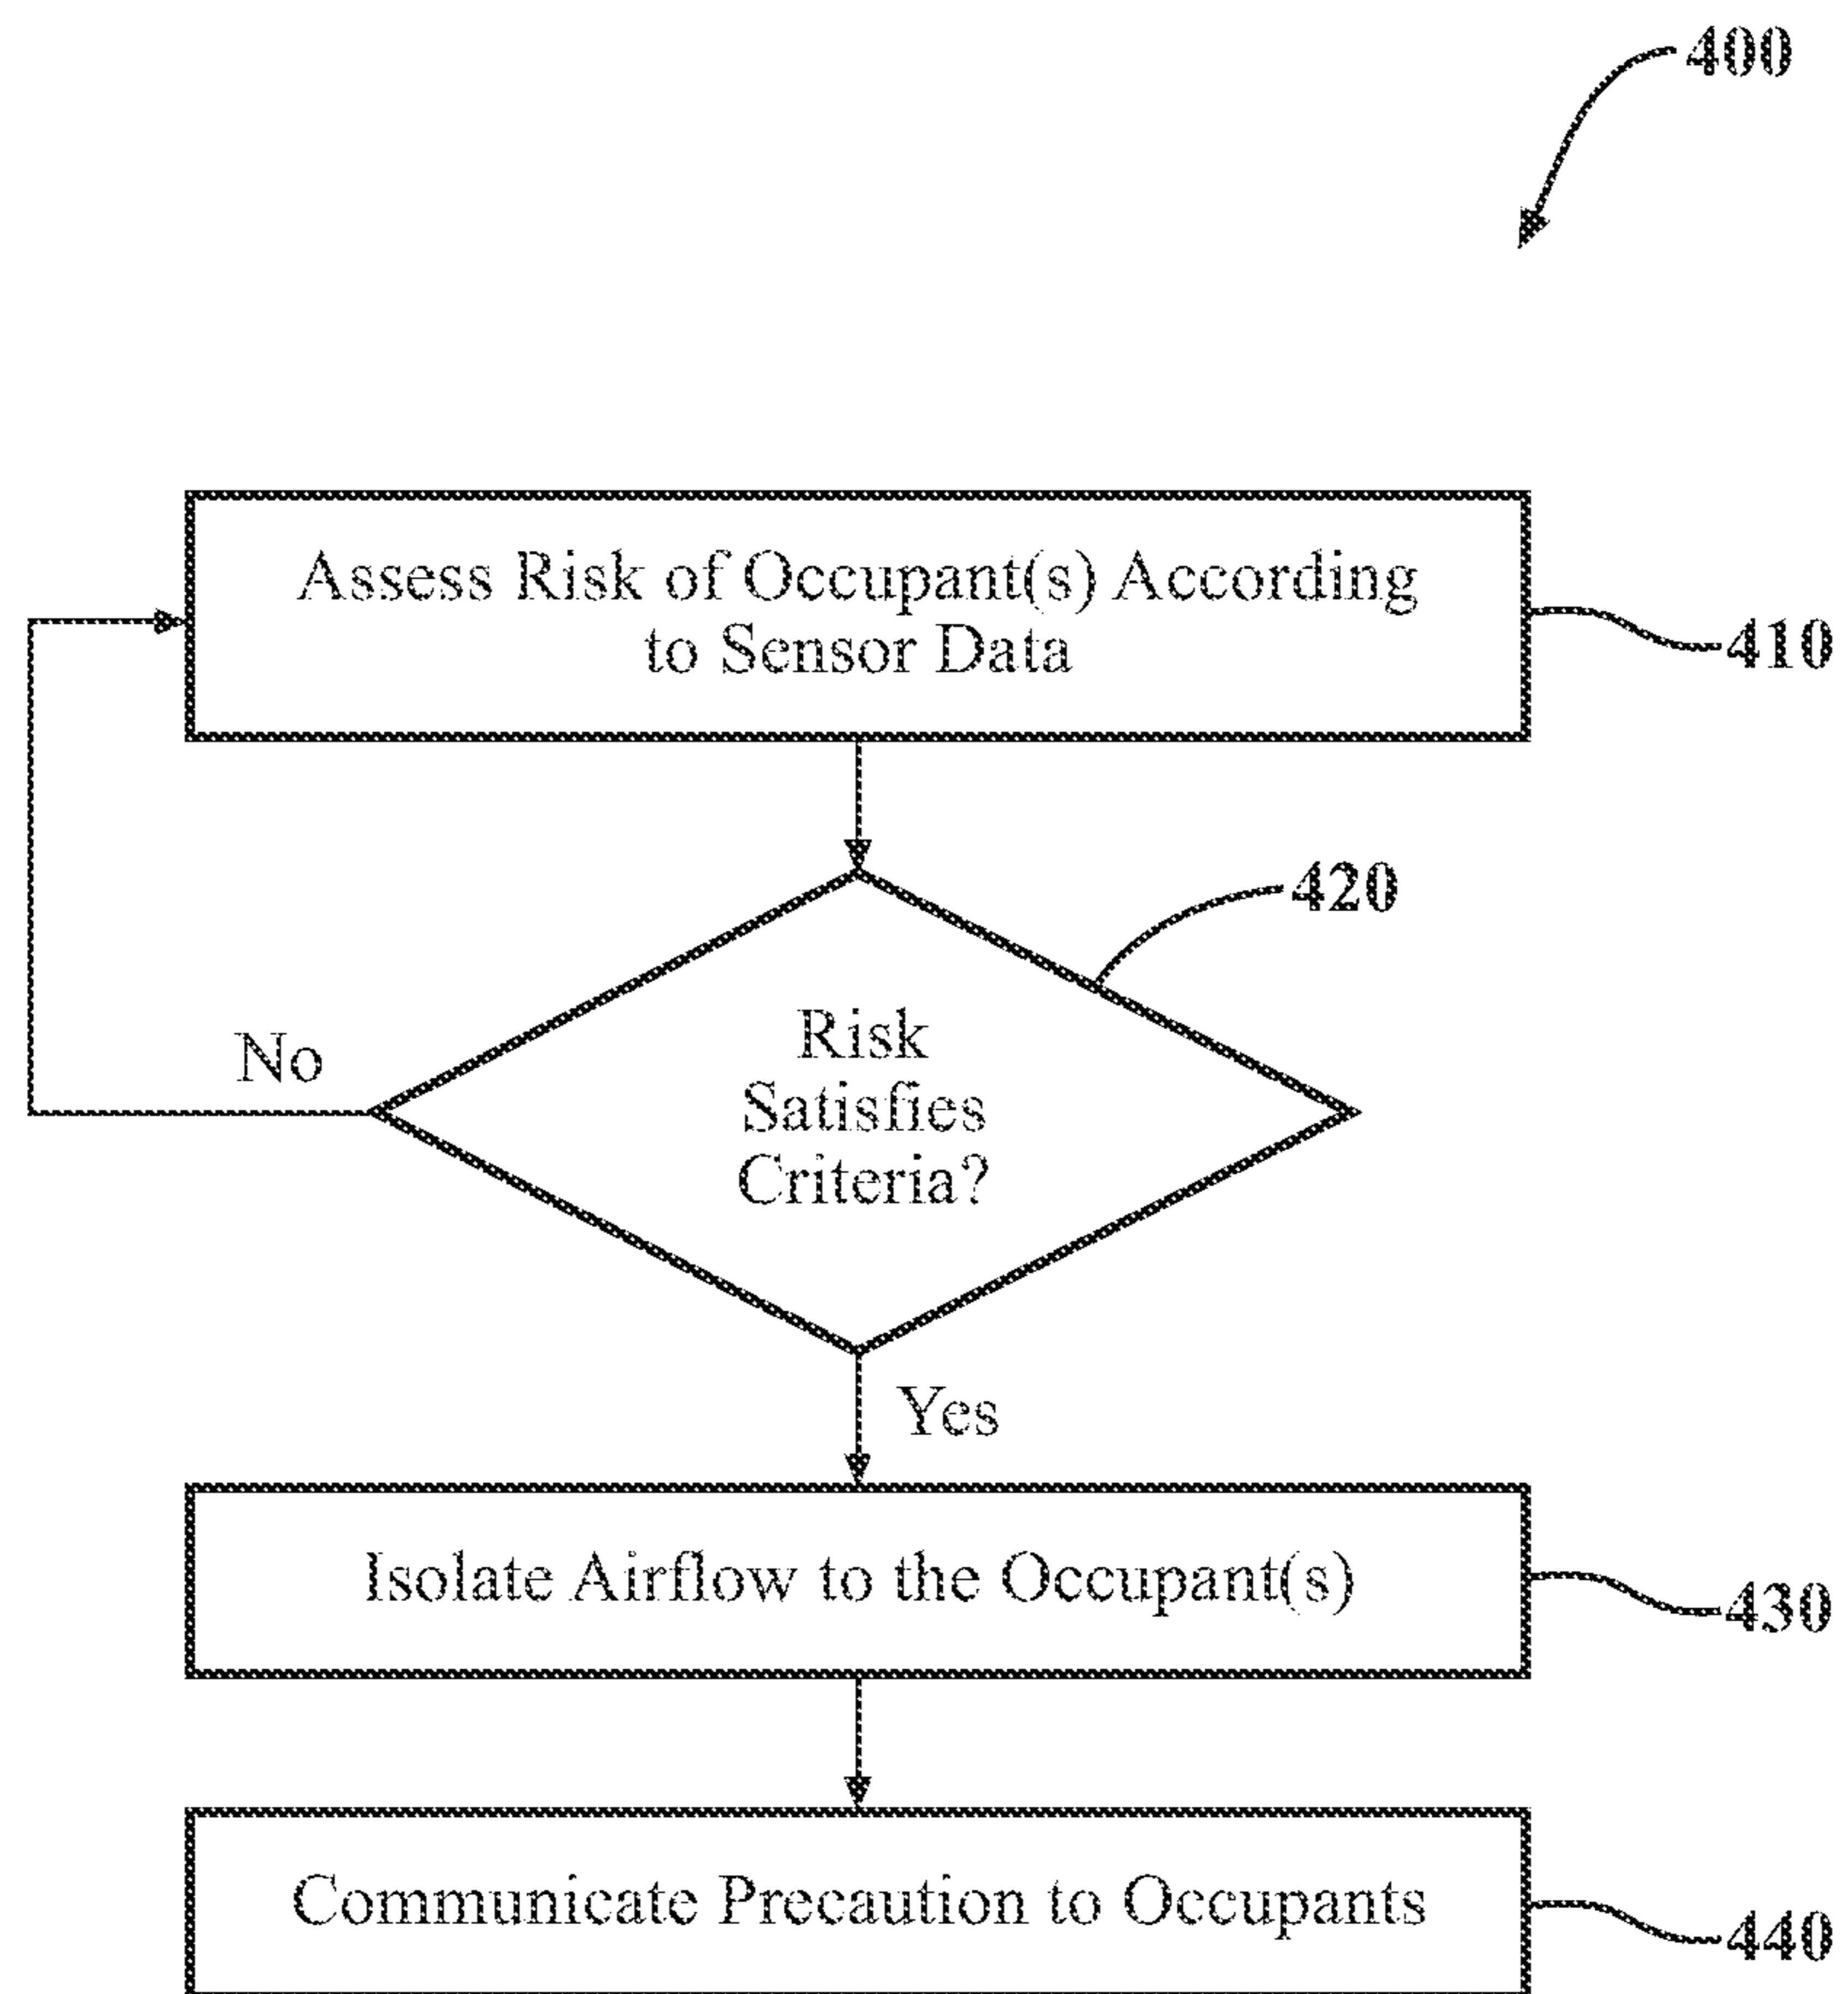 400
Assess Risk of Occupant(s) According
to Sensor Data
410
420
Risk
Satisfies
Criteria?
No
Yes
Isolate Airflow to the Occupant(s)
430
Communicate Precaution to Occupants
440